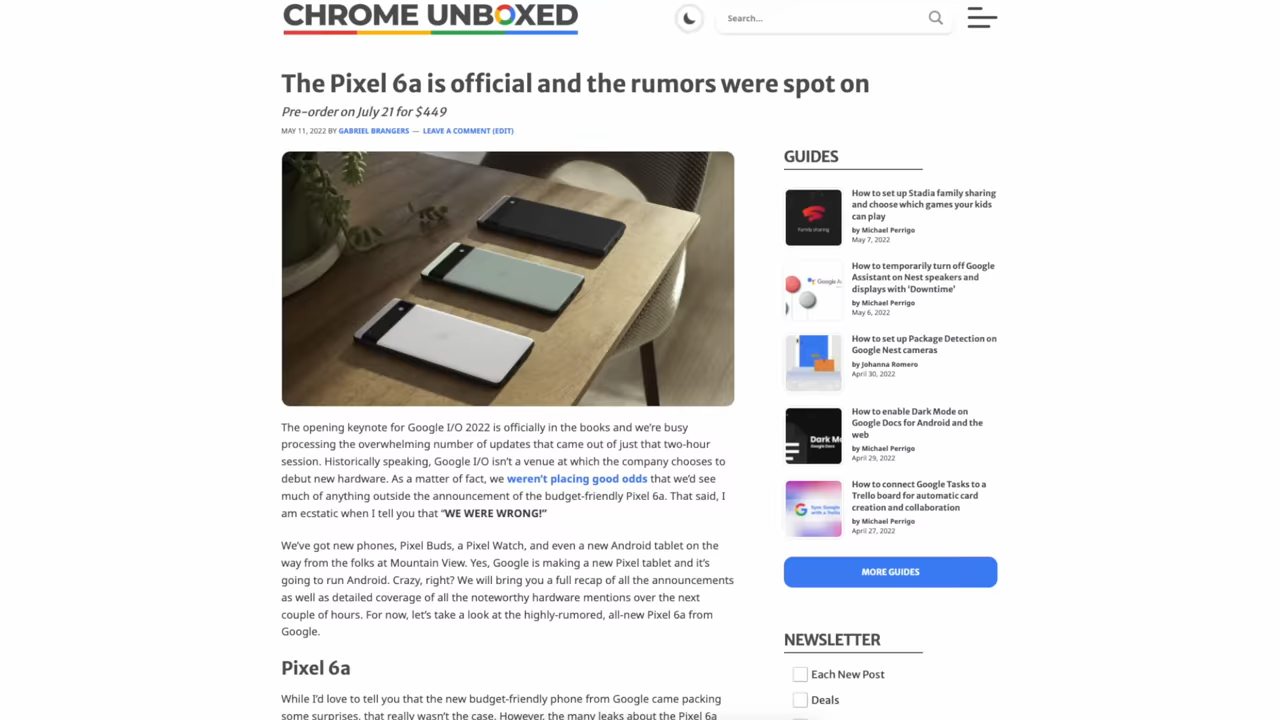 CHROME UNBOXED
Search...
The Pixel 6a is official and the rumors were spot on
Pre-order on July 21 for $449
MAY 11, 2022 BY GABRIEL BRANGERS — LEAVE A COMMENT (EDIT)
The opening keynote for Google I/O 2022 is officially in the books and we're busy
processing the overwhelming number of updates that came out of just that two-hour
session. Historically speaking, Google I/O isn't a venue at which the company chooses to
debut new hardware. As a matter of fact, we weren't placing good odds that we'd see
much of anything outside the announcement of the budget-friendly Pixel 6a. That said, I
am ecstatic when I tell you that “WE WERE WRONG!”
We've got new phones, Pixel Buds, a Pixel Watch, and even a new Android tablet on the
way from the folks at Mountain View. Yes, Google is making a new Pixel tablet and it's
going to run Android. Crazy, right? We will bring you a full recap of all the announcements
as well as detailed coverage of all the noteworthy hardware mentions over the next
couple of hours. For now, let's take a look at the highly-rumored, all-new Pixel 6a from
Google.
Pixel 6a
While I'd love to tell you that the new budget-friendly phone from Google came packing
some surprises, that really wasn't the case. However, the many leaks about the Pixel 6a
GUIDES
Family sharing
How to set up Stadia family sharing
and choose which games your kids
can play
by Michael Perrigo
May 7, 2022
Google A
How to temporarily turn off Google
Assistant on Nest speakers and
displays with ‘Downtime’
by Michael Perrigo
May 6, 2022
How to set up Package Detection on
Google Nest cameras
by Johanna Romero
April 30, 2022
Dark M
Google Docs
How to enable Dark Mode on
Google Docs for Android and the
web
by Michael Perrigo
April 29, 2022
Sync Google
with a Trello
How to connect Google Tasks to a
Trello board for automatic card
creation and collaboration
by Michael Perrigo
April 27, 2022
MORE GUIDES
NEWSLETTER
Each New Post
Deals